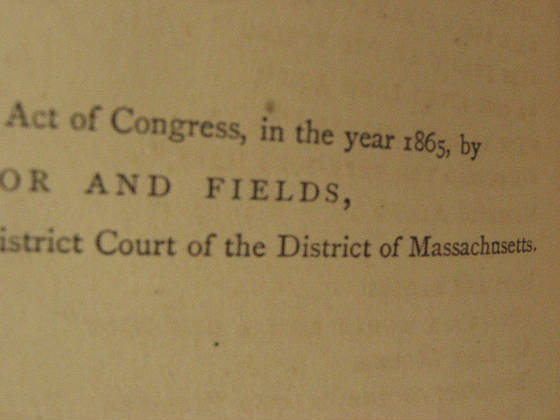 Act of Congress, in the year 1865, by
OR AND FIELDS,
istrict Court of the District of Massachusetts.